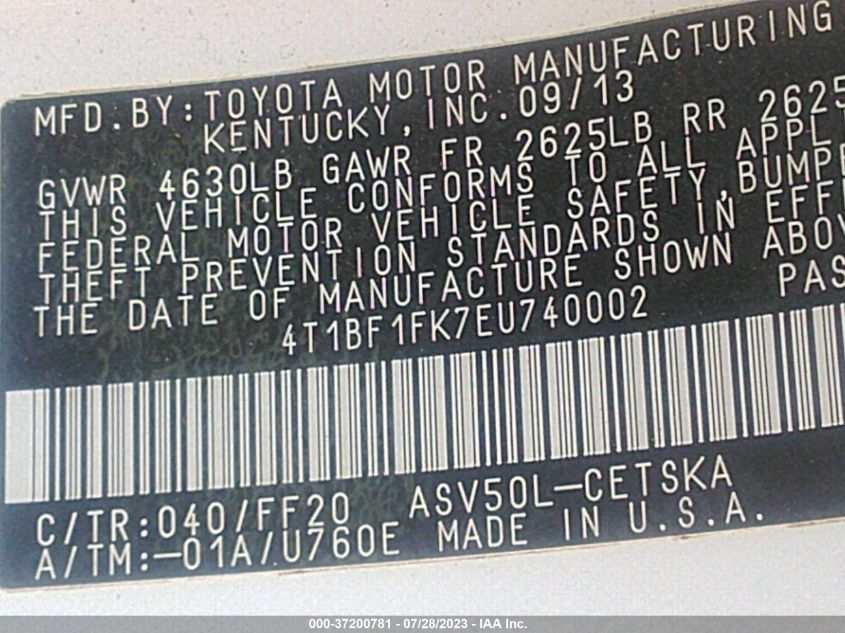 MFD.BY:TOYOTA MOTOR MANUFACTURING
KENTUCKY,INC.09/13
GVWR 4630LB GAWR FR 2625LB RR 2625
THIS VEHICLE CONFORMS TO ALL APPL
FEDERAL MOTOR VEHICLE SAFETY,BUMPE
THEFT PREVENTION STANDARDS IN EFF
THE DATE OF MANUFACTURE SHOWN ABOV
4T1BF1FK7EU740002 PAS
C/TR:040/FF20 ASV50L-CETSKA
A/TM:-01A/U760E MADE IN U.S.A.
000-37200781 - 07/28/2023 - IAA Inc.